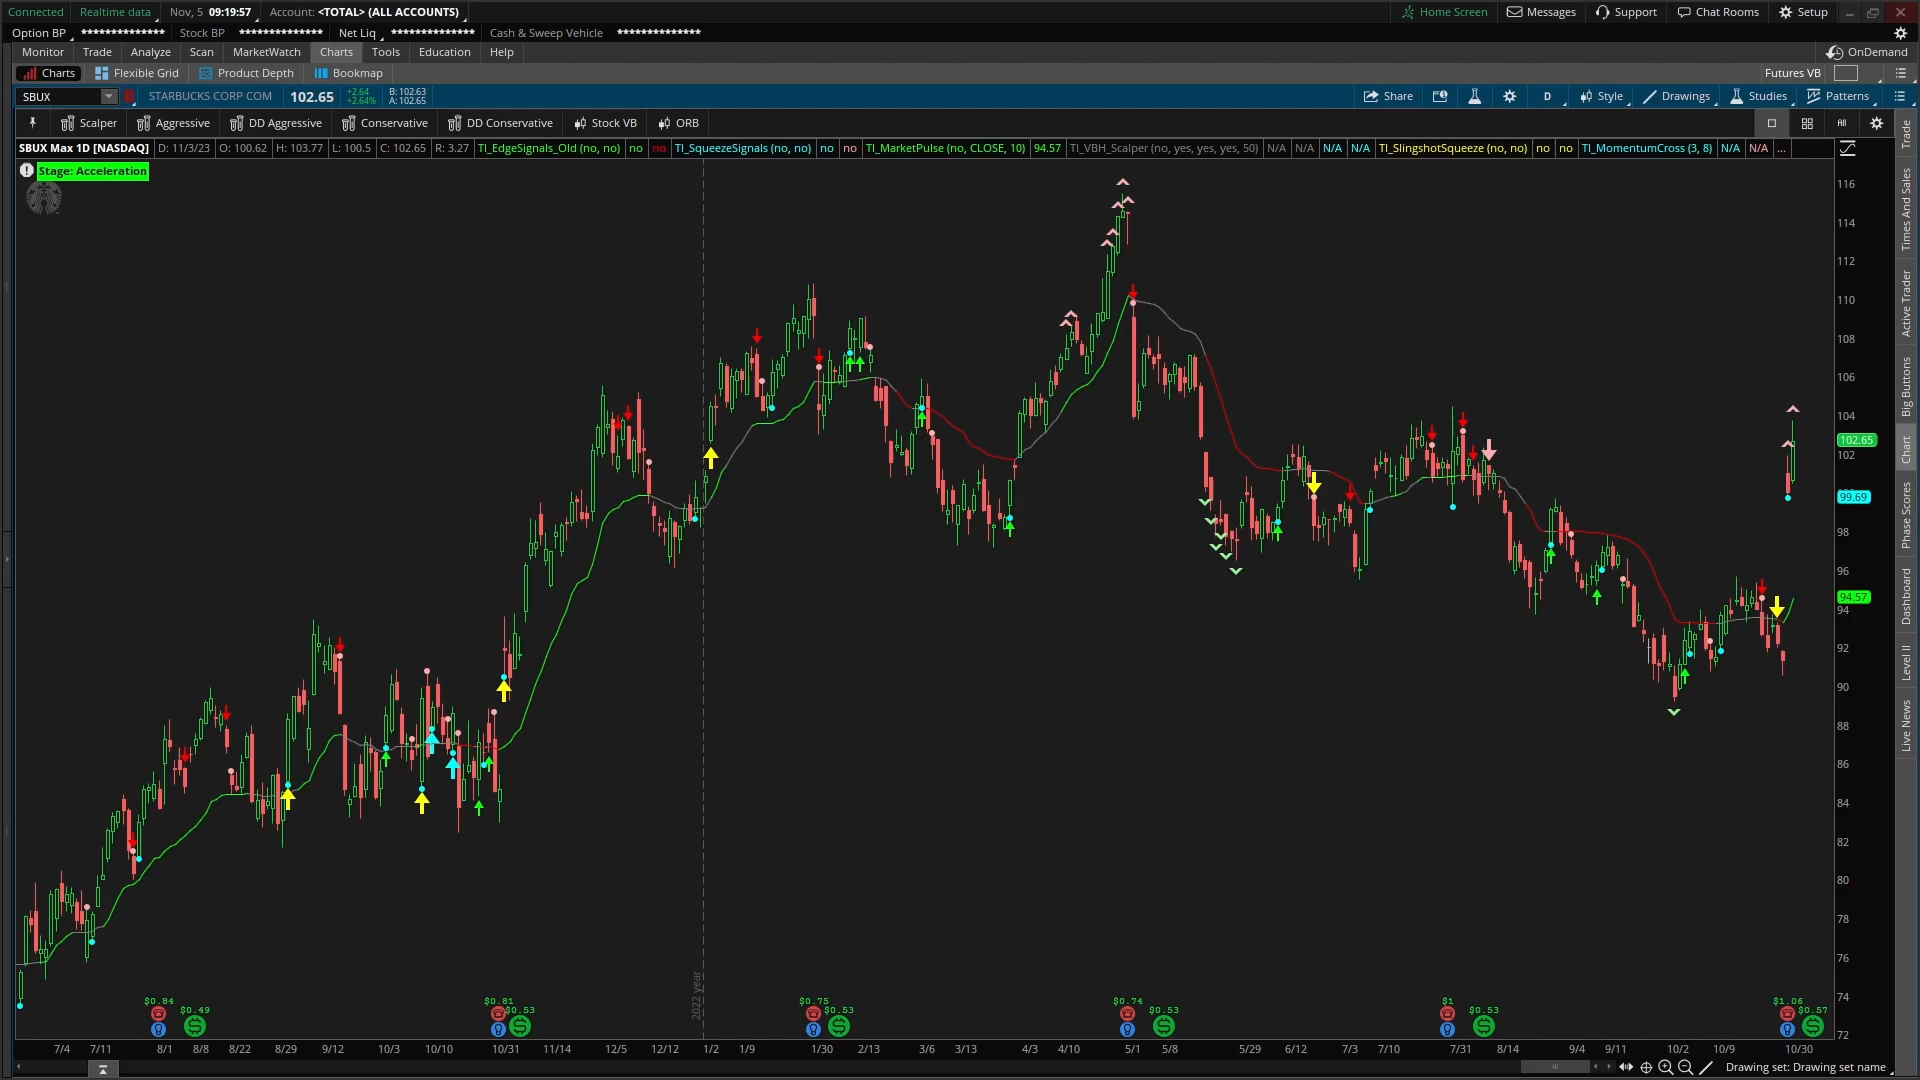 Connected Realtime data Nov, 5 09:19:57 Account: <TOTAL> (ALL ACCOUNTS) Home Screen Messages Support Chat Rooms Setup
Option BP ************** Stock BP ************** Net Liq ************** Cash & Sweep Vehicle **************
Monitor Trade Analyze Scan MarketWatch Charts Tools Education Help OnDemand
Charts Flexible Grid Product Depth Bookmap Futures VB
SBUX STARBUCKS CORP COM 102.65 +2.64 +2.64% B: 102.63 A: 102.65 Share D Style Drawings Studies Patterns
Scalper Aggressive DD Aggressive Conservative DD Conservative Stock VB ORB All
SBUX Max 1D [NASDAQ] D: 11/3/23 O: 100.62 H: 103.77 L: 100.5 C: 102.65 R: 3.27 TI_EdgeSignals_Old (no, no) no no TI_SqueezeSignals (no, no) no no TI_MarketPulse (no, CLOSE, 10) 94.57 TI_VBH_Scalper (no, yes, yes, yes, 50) N/A N/A N/A N/A TI_SlingshotSqueeze (no, no) no no TI_MomentumCross (3, 8) N/A N/A ...
Stage: Acceleration
116
114
112
110
108
106
104
102.65
102
99.69
98
96
94.57
94
92
90
88
86
84
82
80
78
76
74
72
2022 year
$0.84 $0.49 $0.81 $0.53 $0.75 $0.53 $0.74 $0.53 $1 $0.53 $1.06 $0.57
7/4 7/11 8/1 8/8 8/22 8/29 9/12 10/3 10/10 10/31 11/14 12/5 12/12 1/2 1/9 1/30 2/13 3/6 3/13 4/3 4/10 5/1 5/8 5/29 6/12 7/3 7/10 7/31 8/14 9/4 9/11 10/2 10/9 10/30
Drawing set: Drawing set name
Trade
Times And Sales
Active Trader
Big Buttons
Chart
Phase Scores
Dashboard
Level II
Live News